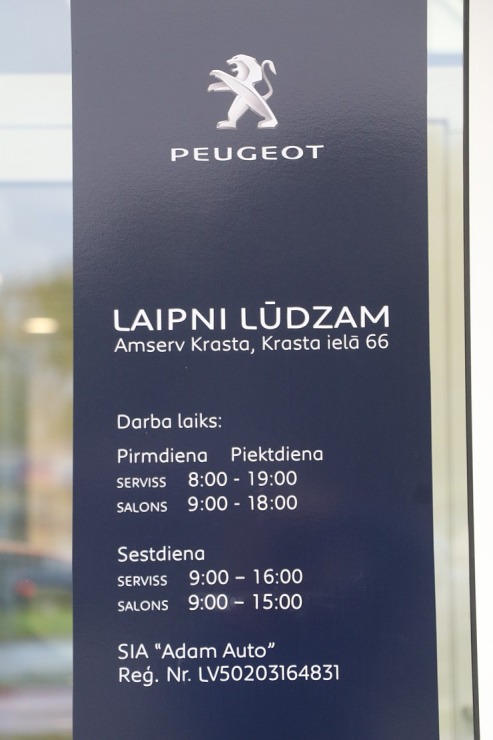 PEUGEOT
LAIPNI LŪDZAM
Amserv Krasta, Krasta ielā 66
Darba laiks:
Pirmdiena Piektdiena
SERVISS 8:00 - 19:00
SALONS 9:00 - 18:00
Sestdiena
SERVISS 9:00 – 16:00
SALONS 9:00 – 15:00
SIA "Adam Auto"
Reģ. Nr. LV50203164831